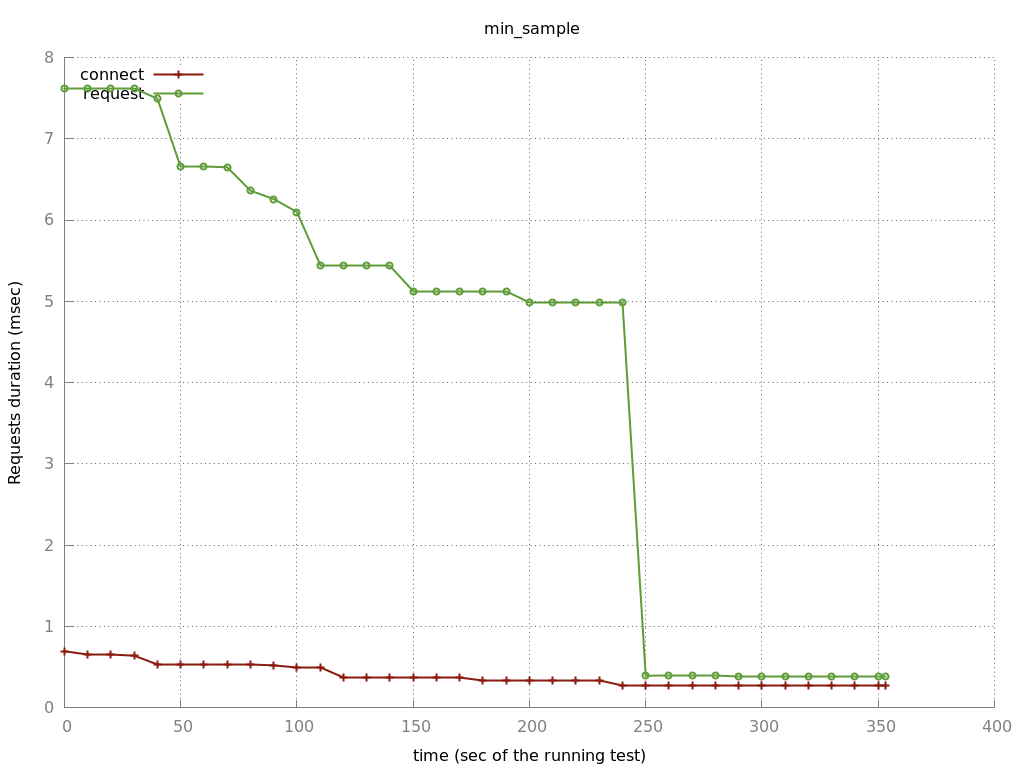 min_sample
8
connect
request
7
6
5
4
3
2
1
0
Requests duration (msec)
0 50 100 150 200 250 300 350 400
time (sec of the running test)